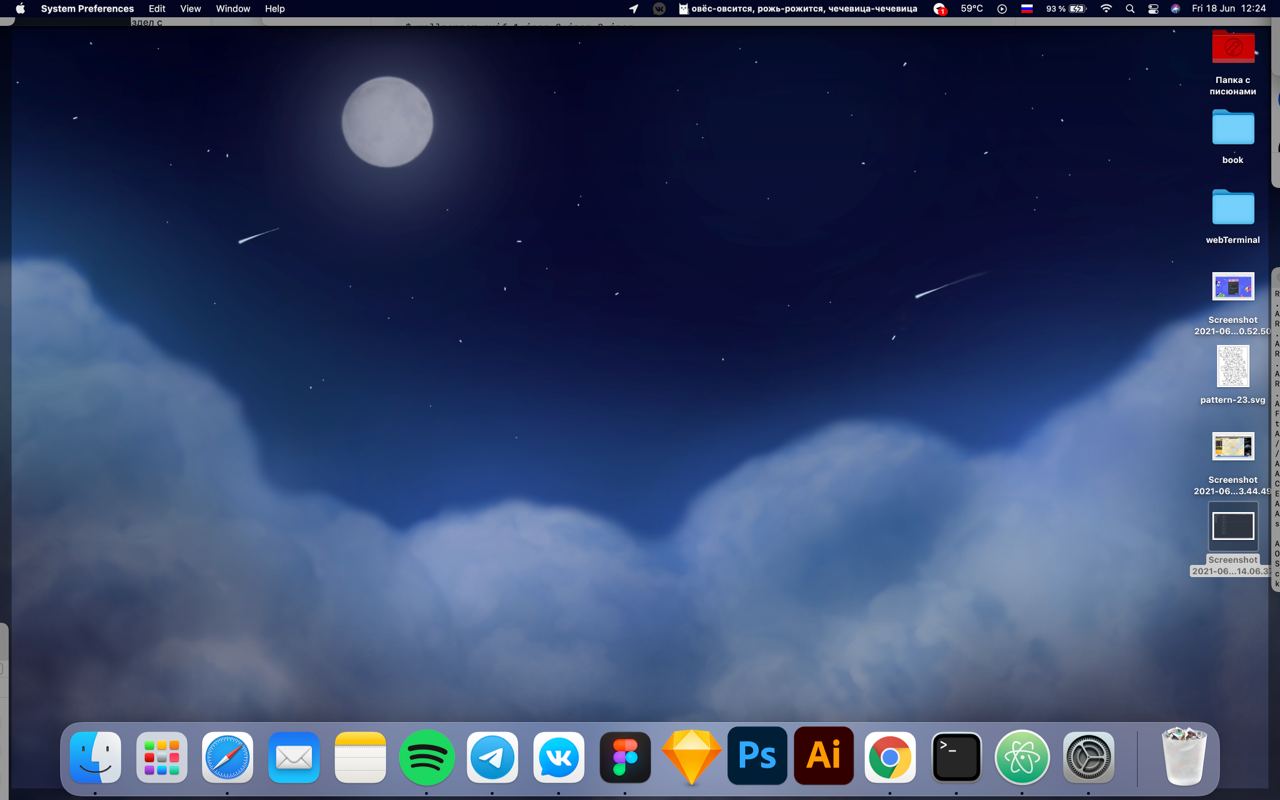 System Preferences Edit View Window Help
овёс-овсится, рожь-рожится, чечевица-чечевица 1 59°C 93 % Fri 18 Jun 12:24
здел с
Папка с
писюнами
book
webTerminal
Screenshot
2021-06...0.52.50
pattern-23.svg
Screenshot
2021-06...3.44.49
Screenshot
2021-06...14.06.3
>_
Ps
Ai